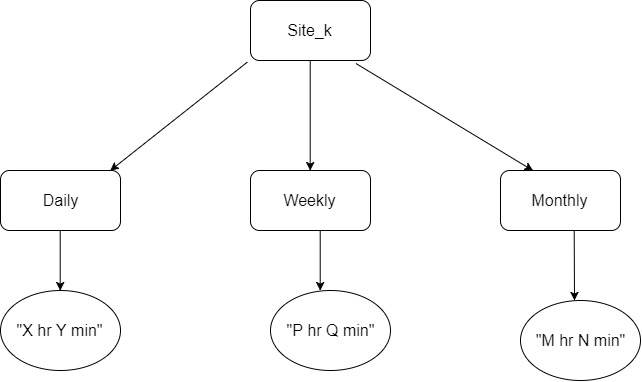 Site_k
Daily
Weekly
Monthly
"X hr Y min"
"P hr Q min"
"M hr N min"